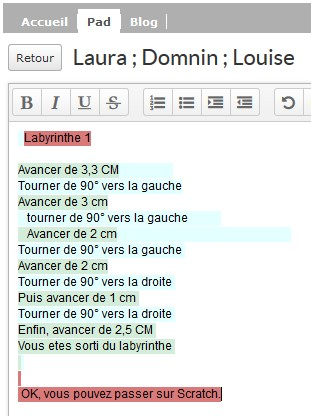 Accueil Pad Blog
Retour Laura ; Domnin ; Louise
B I U S
Labyrinthe 1
Avancer de 3,3 CM
Tourner de 90° vers la gauche
Avancer de 3 cm
tourner de 90° vers la gauche
Avancer de 2 cm
Tourner de 90° vers la gauche
Avancer de 2 cm
Tourner de 90° vers la droite
Puis avancer de 1 cm
Tourner de 90° vers la droite
Enfin, avancer de 2,5 CM
Vous etes sorti du labyrinthe
OK, vous pouvez passer sur Scratch.